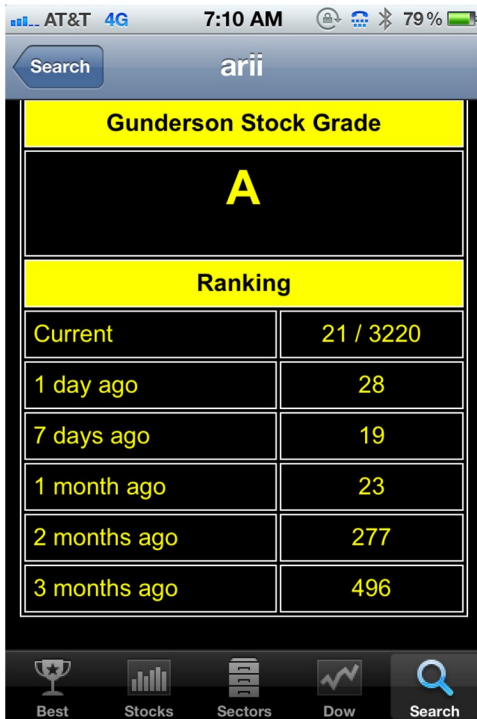 AT&T 4G 7:10 AM 79%
Search arii
Gunderson Stock Grade
A
Ranking
Current 21 / 3220
1 day ago 28
7 days ago 19
1 month ago 23
2 months ago 277
3 months ago 496
Best Stocks Sectors Dow Search